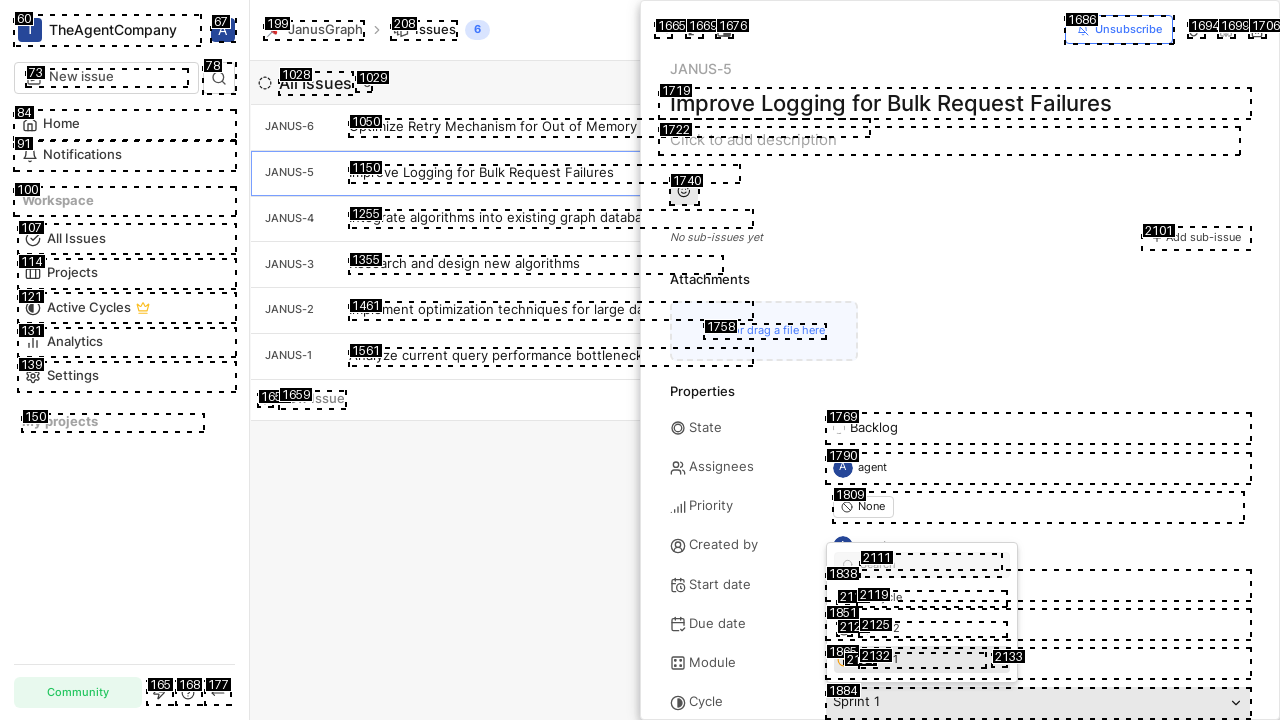 60
TheAgentCompany
67
A
73
New issue
78
84
Home
91
Notifications
100
Workspace
107
All Issues
114
Projects
121
Active Cycles
131
Analytics
139
Settings
150
My projects
Community
165
168
177
199
JanusGraph
208
Issues
6
1028
All Issues
1029
JANUS-6
1050
Optimize Retry Mechanism for Out of Memory
JANUS-5
1150
Improve Logging for Bulk Request Failures
JANUS-4
1255
Integrate algorithms into existing graph databa
JANUS-3
1355
Research and design new algorithms
JANUS-2
1461
Implement optimization techniques for large da
JANUS-1
1561
Analyze current query performance bottleneck
1659
New Issue
1665
1669
1676
1686
Unsubscribe
1694
1699
1706
JANUS-5
1719
Improve Logging for Bulk Request Failures
1722
Click to add description
1740
No sub-issues yet
2101
Add sub-issue
Attachments
1758
or drag a file here
Properties
State
1769
Backlog
Assignees
1790
A
agent
Priority
1809
None
Created by
2111
Start date
1838
2119
Due date
1851
2125
2
Module
2132
1
2133
Cycle
1884
Sprint 1